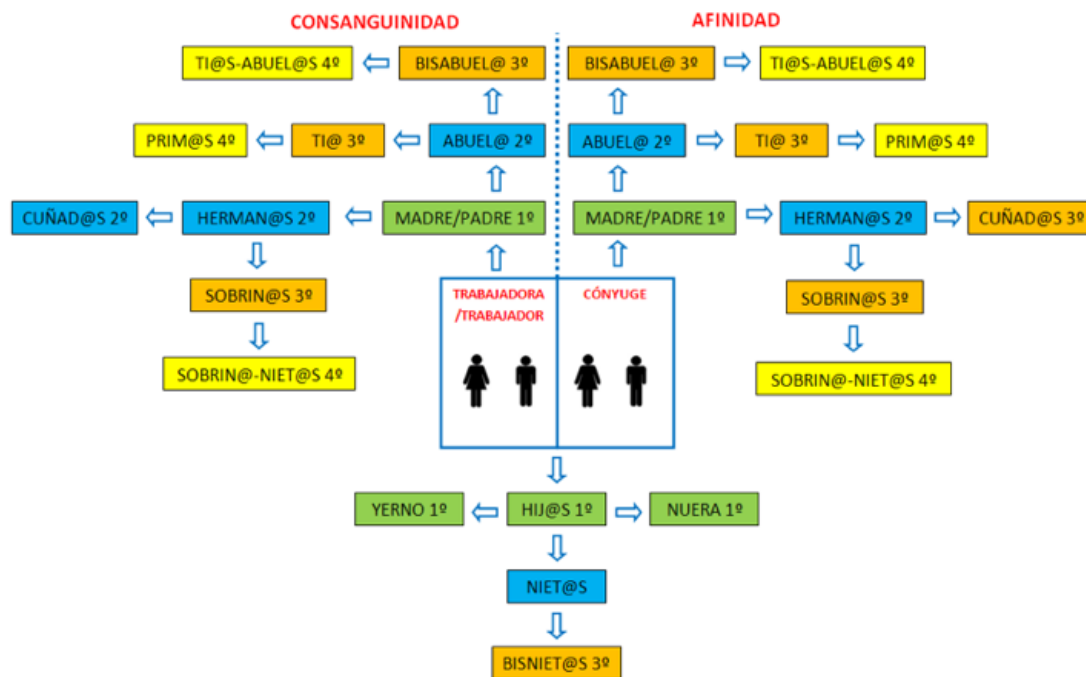 CONSANGUINIDAD
AFINIDAD
TI@S-ABUEL@S 4º
BISABUEL@ 3º
BISABUEL@ 3º
TI@S-ABUEL@S 4º
PRIM@S 4º
TI@ 3º
ABUEL@ 2º
ABUEL@ 2º
TI@ 3º
PRIM@S 4º
CUÑAD@S 2º
HERMAN@S 2º
MADRE/PADRE 1º
MADRE/PADRE 1º
HERMAN@S 2º
CUÑAD@S 3º
SOBRIN@S 3º
TRABAJADORA
/TRABAJADOR
CÓNYUGE
SOBRIN@S 3º
SOBRIN@-NIET@S 4º
SOBRIN@-NIET@S 4º
YERNO 1º
HIJ@S 1º
NUERA 1º
NIET@S
BISNIET@S 3º